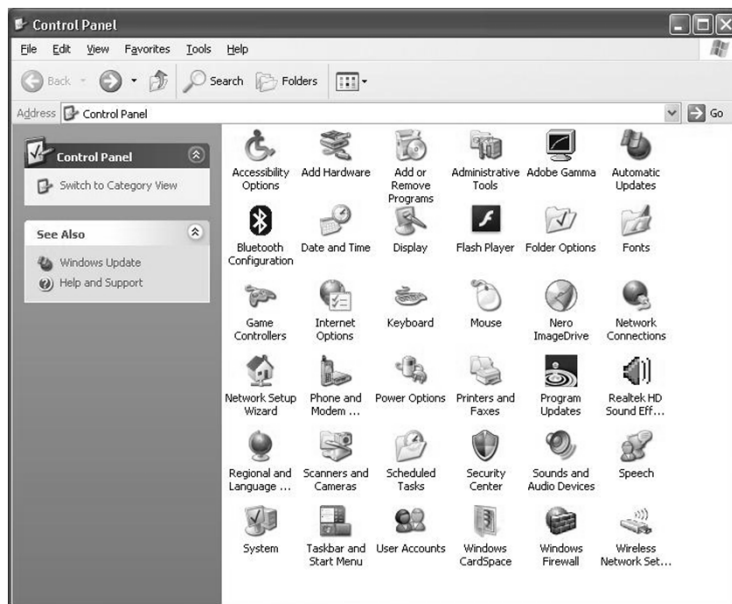 Control Panel
File Edit View Favorites Tools Help
Back Search Folders
Address Control Panel Go
Control Panel
Switch to Category View
See Also
Windows Update
Help and Support
Accessibility Options
Add Hardware
Add or Remove Programs
Administrative Tools
Adobe Gamma
Automatic Updates
Bluetooth Configuration
Date and Time
Display
Flash Player
Folder Options
Fonts
Game Controllers
Internet Options
Keyboard
Mouse
Nero ImageDrive
Network Connections
Network Setup Wizard
Phone and Modem ...
Power Options
Printers and Faxes
Program Updates
Realtek HD Sound Eff...
Regional and Language ...
Scanners and Cameras
Scheduled Tasks
Security Center
Sounds and Audio Devices
Speech
System
Taskbar and Start Menu
User Accounts
Windows CardSpace
Windows Firewall
Wireless Network Set...